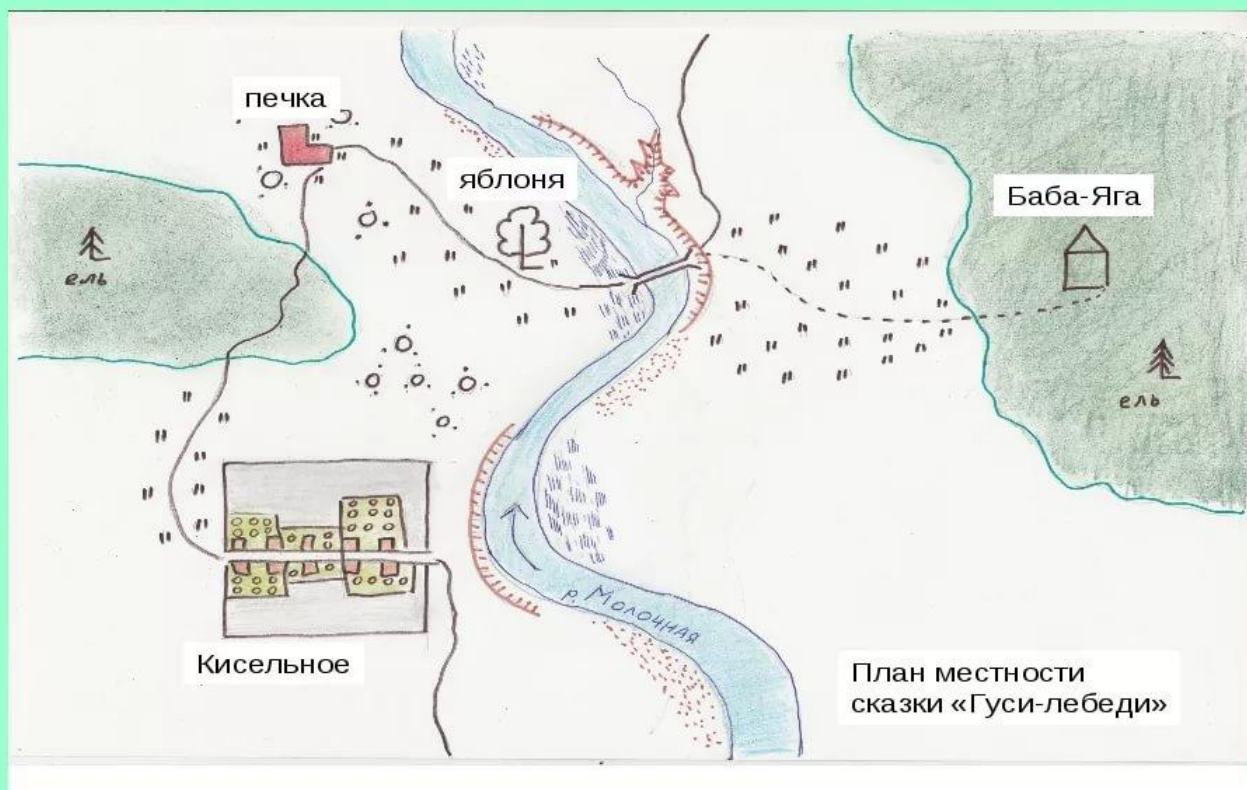 печка
яблоня
Баба-Яга
ель
ель
р. Молочная
Кисельное
План местности
сказки «Гуси-лебеди»